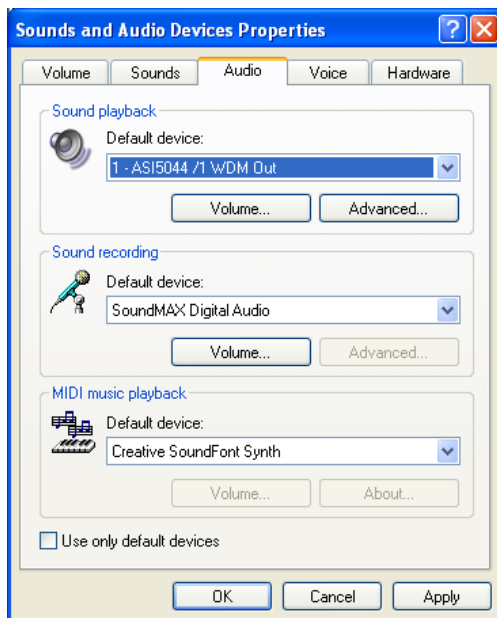 Sounds and Audio Devices Properties
Volume Sounds Audio Voice Hardware
Sound playback
Default device:
1 - ASI5044 /1 WDM Out
Volume... Advanced...
Sound recording
Default device:
SoundMAX Digital Audio
Volume... Advanced...
MIDI music playback
Default device:
Creative SoundFont Synth
Volume... About...
Use only default devices
OK Cancel Apply